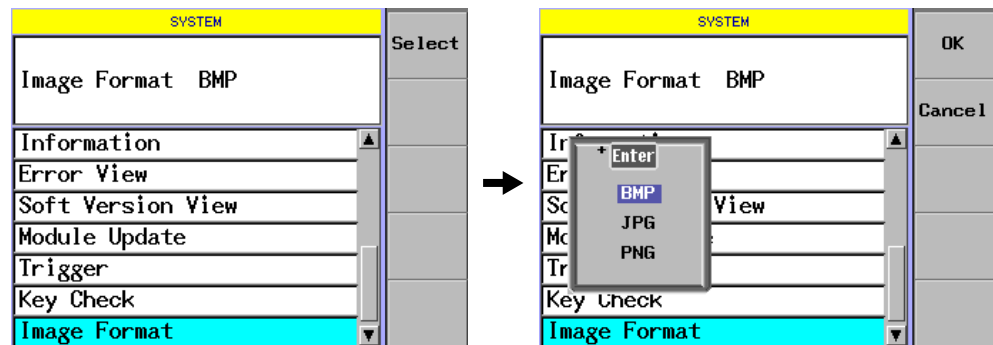 SYSTEM
Select
Image Format BMP
Information
Error View
Soft Version View
Module Update
Trigger
Key Check
Image Format
SYSTEM
OK
Image Format BMP
Cancel
+ Enter
BMP
View
JPG
PNG
Key Check
Image Format